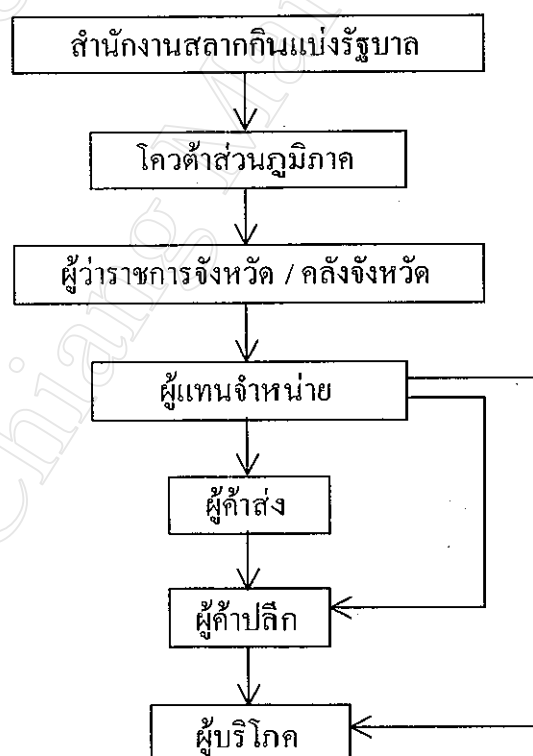 สำนักงานสลากกินแบ่งรัฐบาล
โควต้าส่วนภูมิภาค
ผู้ว่าราชการจังหวัด / คลังจังหวัด
ผู้แทนจำหน่าย
ผู้ค้าส่ง
ผู้ค้าปลีก
ผู้บริโภค
Chiang Mai